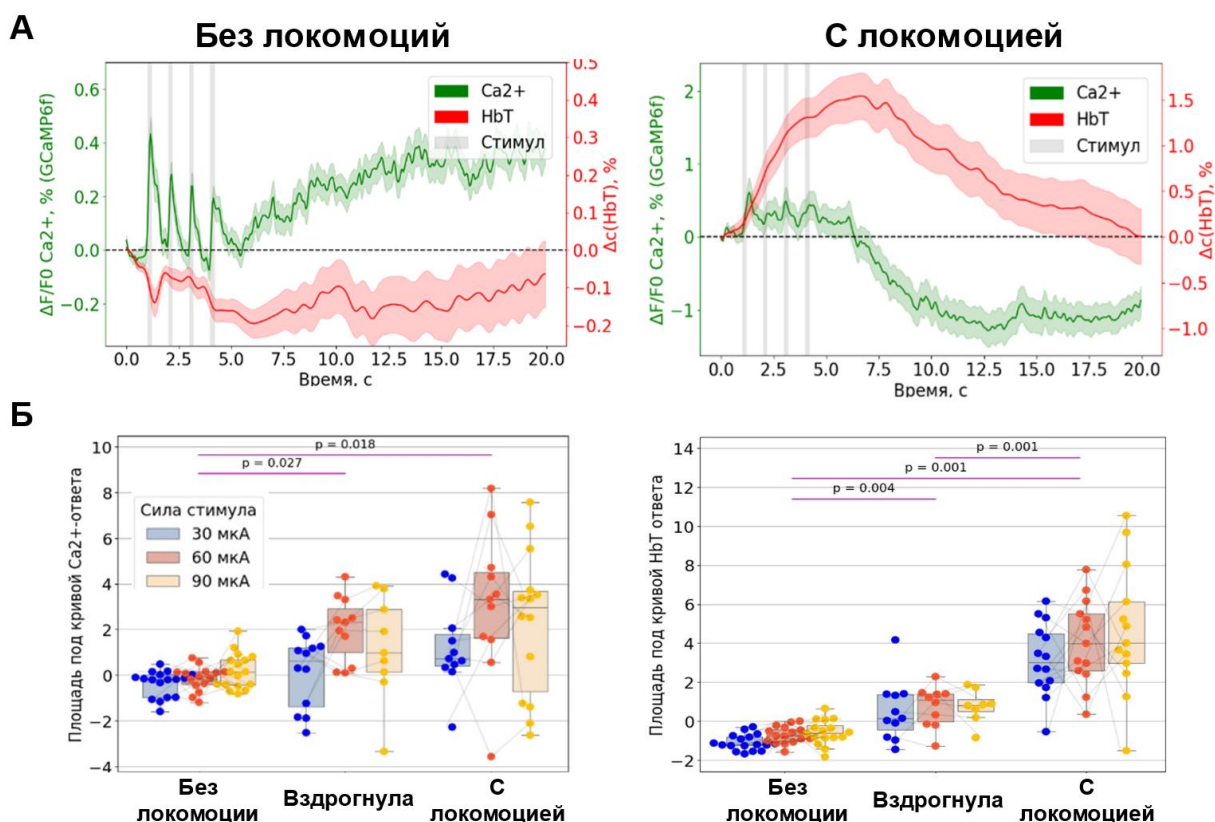 А
Без локомоций
С локомоцией
ΔF/F0 Ca2+, % (GCaMP6f)
0.6
0.4
0.2
0.0
−0.2
Ca2+
HbT
Стимул
0.5
0.4
0.3
0.2
0.1
0.0
−0.1
−0.2
Δc(HbT), %
0.0 2.5 5.0 7.5 10.0 12.5 15.0 17.5 20.0
Время, с
ΔF/F0 Ca2+, % (GCaMP6f)
2
1
0
−1
Ca2+
HbT
Стимул
1.5
1.0
0.5
0.0
−0.5
−1.0
Δc(HbT), %
0.0 2.5 5.0 7.5 10.0 12.5 15.0 17.5 20.0
Время, с
Б
Площадь под кривой Ca2+-ответа
10
8
6
4
2
0
−2
−4
p = 0.018
p = 0.027
Сила стимула
30 мкА
60 мкА
90 мкА
Без
локомоции
Вздрогнула
С
локомоцией
Площадь под кривой HbT ответа
14
12
10
8
6
4
2
0
−2
p = 0.001
p = 0.001
p = 0.004
Без
локомоции
Вздрогнула
С
локомоцией